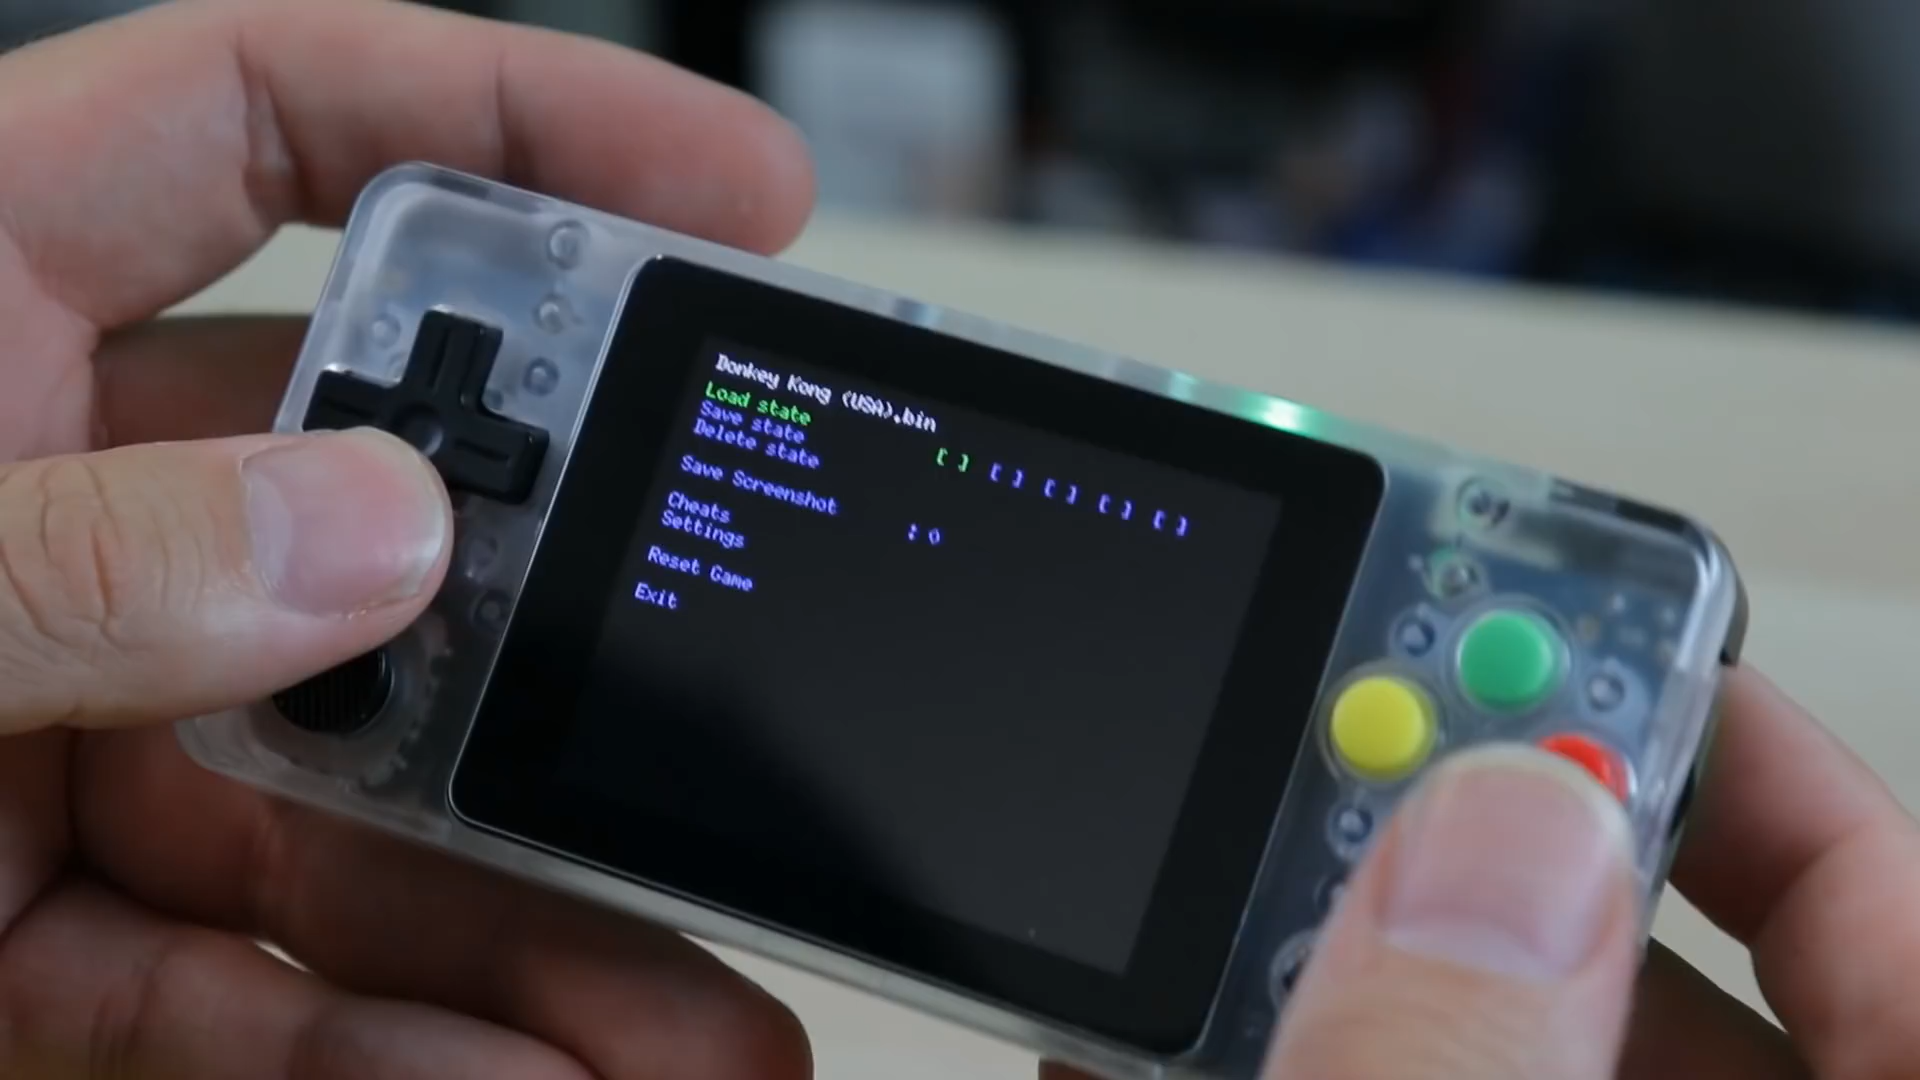 Donkey Kong (USA).bin
Load state [ ] [ ] [ ] [ ] [ ]
Save state
Delete state
Save Screenshot : 0
Cheats
Settings
Reset Game
Exit